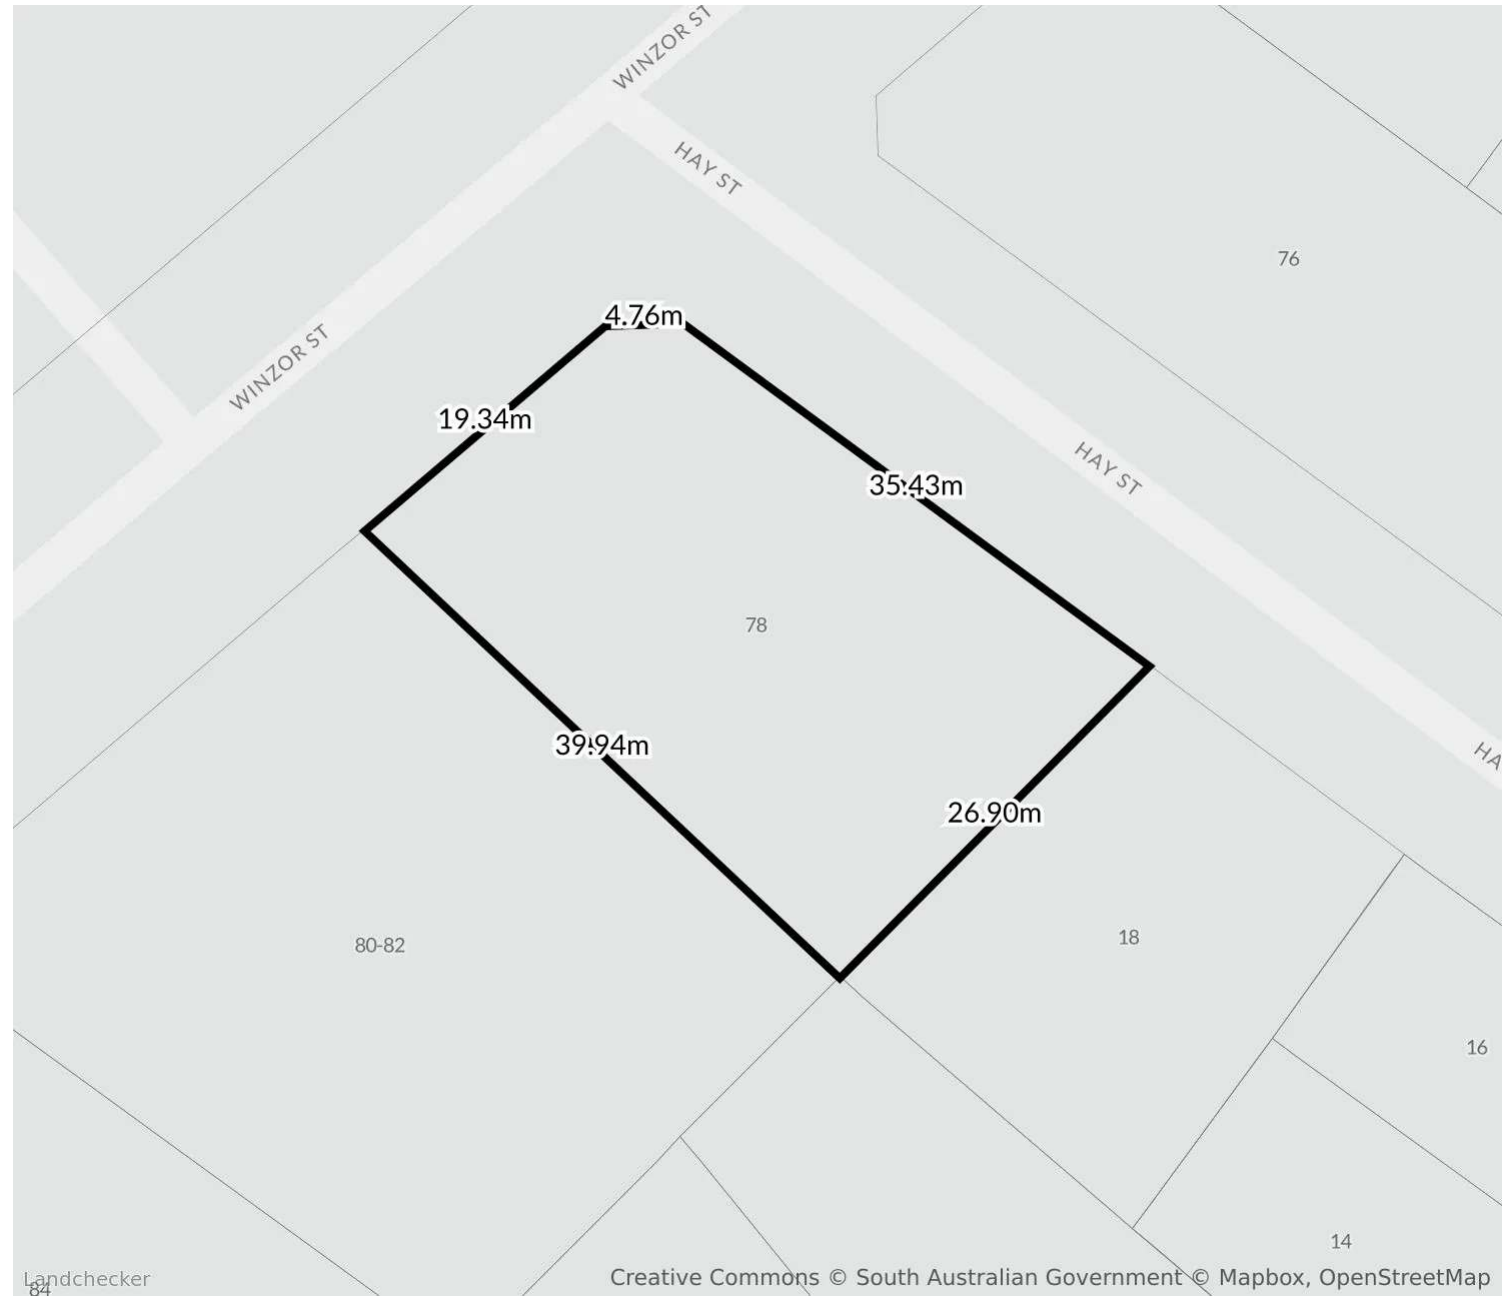 WINZOR ST
HAY ST
76
4.76m
WINZOR ST
19.34m
HAY ST
35.43m
78
39.94m
HA
26.90m
80-82
18
16
14
Landchecker
84
Creative Commons © South Australian Government © Mapbox, OpenStreetMap